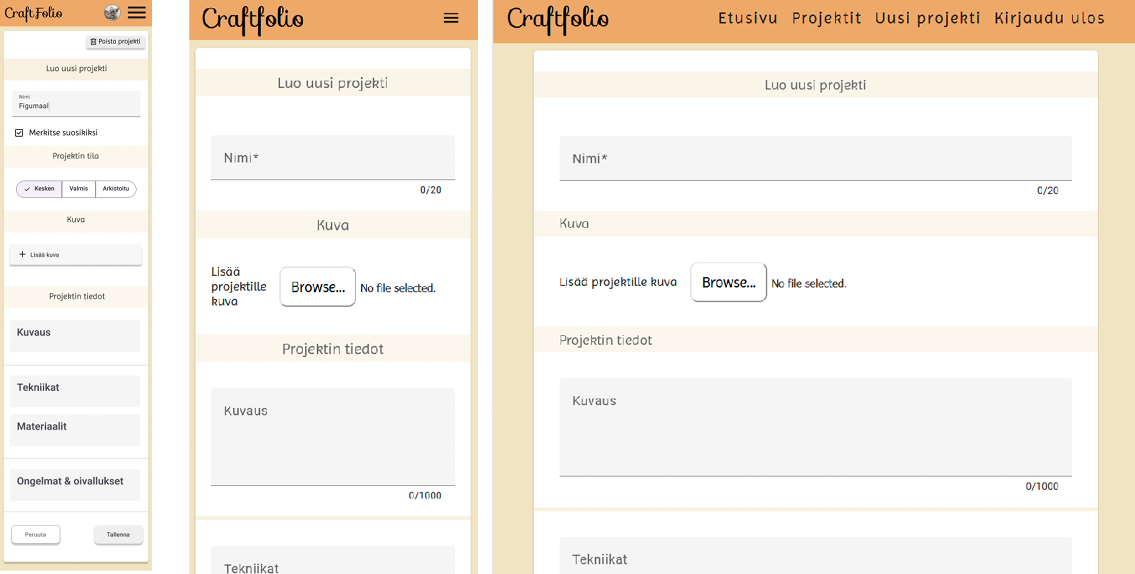 Craft Folio
Poista projekti
Luo uusi projekti
Nimi
Figumaal
Merkitse suosikiksi
Projektin tila
Kesken Valmis Arkistoitu
Kuva
Lisää kuva
Projektin tiedot
Kuvaus
Tekniikat
Materiaalit
Ongelmat & oivallukset
Peruuta Tallenna
Craftfolio
Luo uusi projekti
Nimi*
0/20
Kuva
Lisää
projektille
kuva
Browse... No file selected.
Projektin tiedot
Kuvaus
0/1000
Tekniikat
Craftfolio
Etusivu Projektit Uusi projekti Kirjaudu ulos
Luo uusi projekti
Nimi*
0/20
Kuva
Lisää projektille kuva Browse... No file selected.
Projektin tiedot
Kuvaus
0/1000
Tekniikat